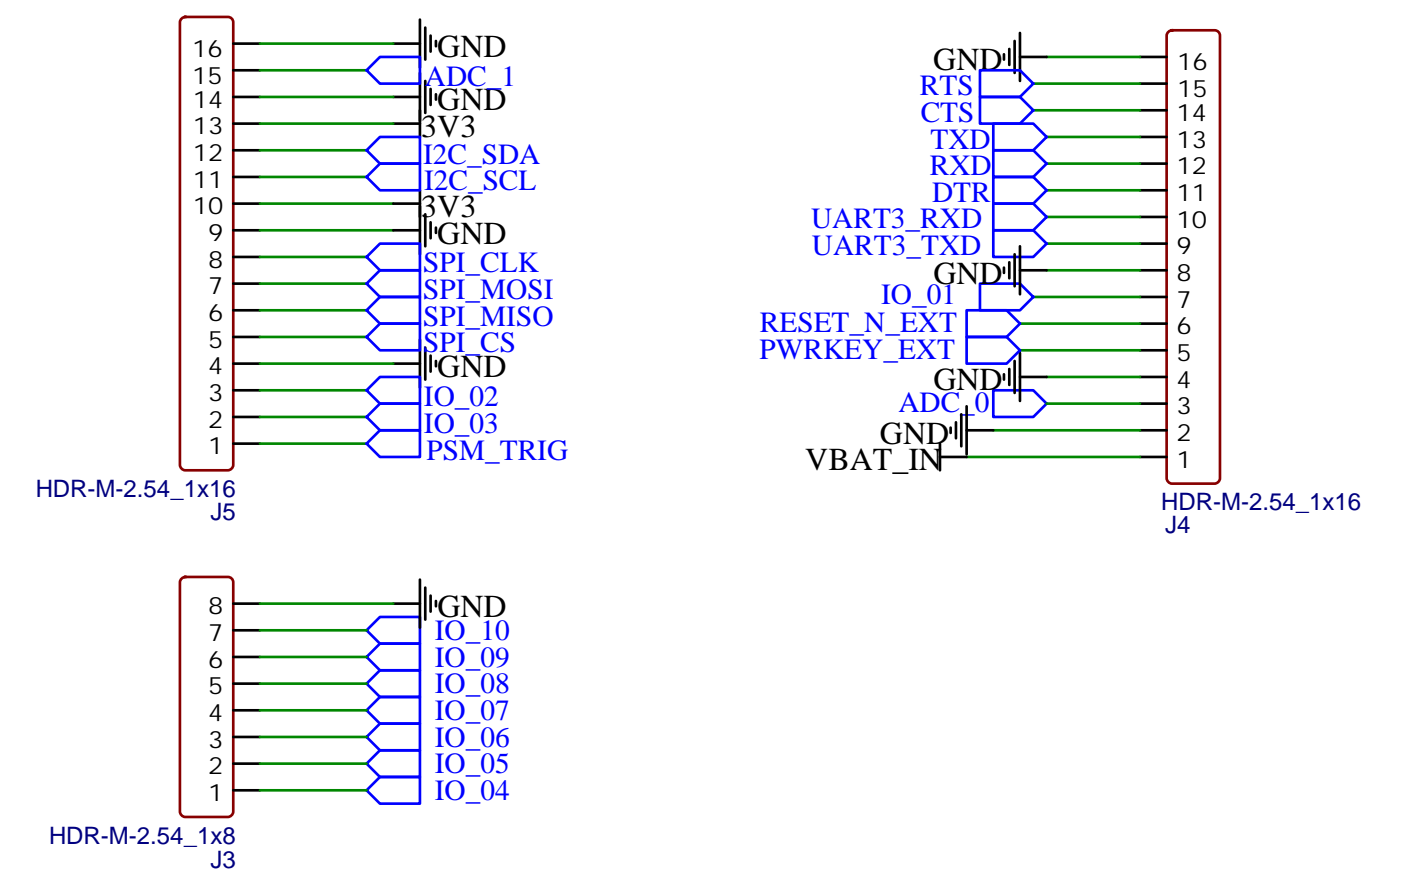 16 GND
15 ADC_1
14 GND
13 3V3
12 I2C_SDA
11 I2C_SCL
10 3V3
9 GND
8 SPI_CLK
7 SPI_MOSI
6 SPI_MISO
5 SPI_CS
4 GND
3 IO_02
2 IO_03
1 PSM_TRIG
HDR-M-2.54_1x16
J5
GND 16
RTS 15
CTS 14
TXD 13
RXD 12
DTR 11
UART3_RXD 10
UART3_TXD 9
GND 8
IO_01 7
RESET_N_EXT 6
PWRKEY_EXT 5
GND 4
ADC_0 3
GND 2
VBAT_IN 1
HDR-M-2.54_1x16
J4
8 GND
7 IO_10
6 IO_09
5 IO_08
4 IO_07
3 IO_06
2 IO_05
1 IO_04
HDR-M-2.54_1x8
J3